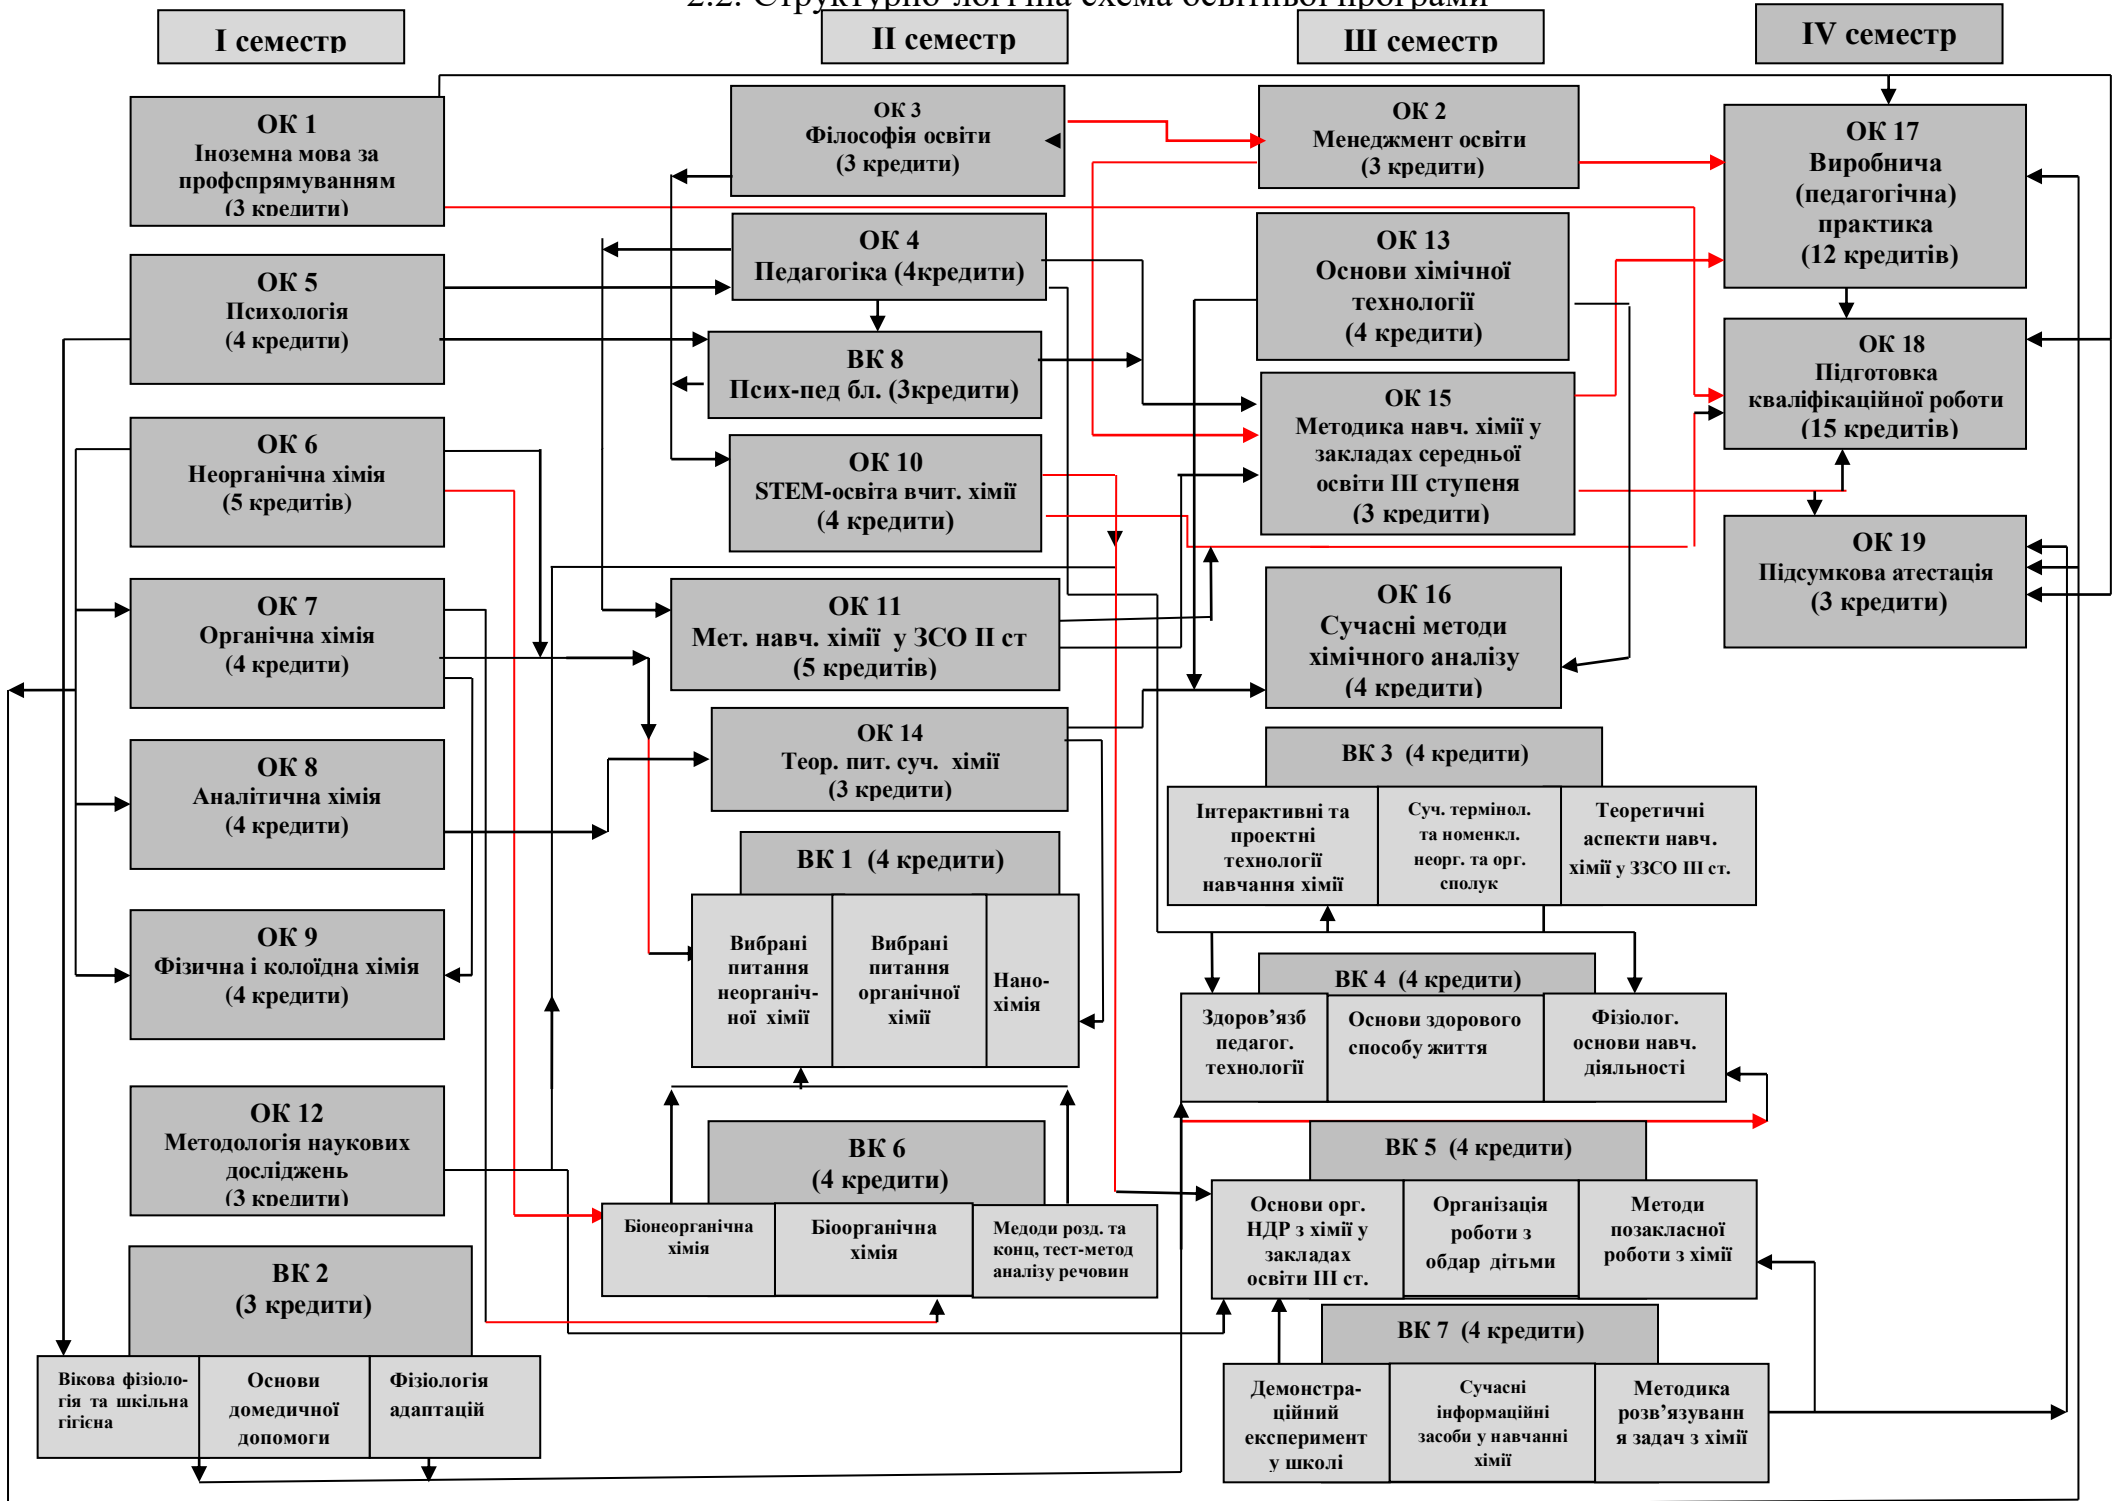 2.2. Структурно-логічна схема освітньої програми
І семестр
ІІ семестр
ІІІ семестр
IV семестр
ОК 1
Іноземна мова за
профспрямуванням
(3 кредити)
ОК 5
Психологія
(4 кредити)
ОК 6
Неорганічна хімія
(5 кредитів)
ОК 7
Органічна хімія
(4 кредити)
ОК 8
Аналітична хімія
(4 кредити)
ОК 9
Фізична і колоїдна хімія
(4 кредити)
ОК 12
Методологія наукових
досліджень
(3 кредити)
ВК 2
(3 кредити)
Вікова фізіоло-
гія та шкільна
гігієна
Основи
домедичної
допомоги
Фізіологія
адаптацій
ОК 3
Філософія освіти
(3 кредити)
ОК 4
Педагогіка (4кредити)
ВК 8
Псих-пед бл. (3кредити)
ОК 10
STEM-освіта вчит. хімії
(4 кредити)
ОК 11
Мет. навч. хімії у ЗСО ІІ ст
(5 кредитів)
ОК 14
Теор. пит. суч. хімії
(3 кредити)
ВК 1 (4 кредити)
Вибрані
питання
неорганіч-
ної хімії
Вибрані
питання
органічної
хімії
Нано-
хімія
ВК 6
(4 кредити)
Біонеорганічна
хімія
Біоорганічна
хімія
Медоди розд. та
конц, тест-метод
аналізу речовин
ОК 2
Менеджмент освіти
(3 кредити)
ОК 13
Основи хімічної
технології
(4 кредити)
ОК 15
Методика навч. хімії у
закладах середньої
освіти ІІІ ступеня
(3 кредити)
ОК 16
Сучасні методи
хімічного аналізу
(4 кредити)
ВК 3 (4 кредити)
Інтерактивні та
проектні
технології
навчання хімії
Суч. термінол.
та номенкл.
неорг. та орг.
сполук
Теоретичні
аспекти навч.
хімії у ЗЗСО ІІІ ст.
ВК 4 (4 кредити)
Здоров’язб
педагог.
технології
Основи здорового
способу життя
Фізіолог.
основи навч.
діяльності
ВК 5 (4 кредити)
Основи орг.
НДР з хімії у
закладах
освіти ІІІ ст.
Організація
роботи з
обдар дітьми
Методи
позакласної
роботи з хімії
ВК 7 (4 кредити)
Демонстра-
ційний
експеримент
у школі
Сучасні
інформаційні
засоби у навчанні
хімії
Методика
розв’язуванн
я задач з хімії
ОК 17
Виробнича
(педагогічна)
практика
(12 кредитів)
ОК 18
Підготовка
кваліфікаційної роботи
(15 кредитів)
ОК 19
Підсумкова атестація
(3 кредити)